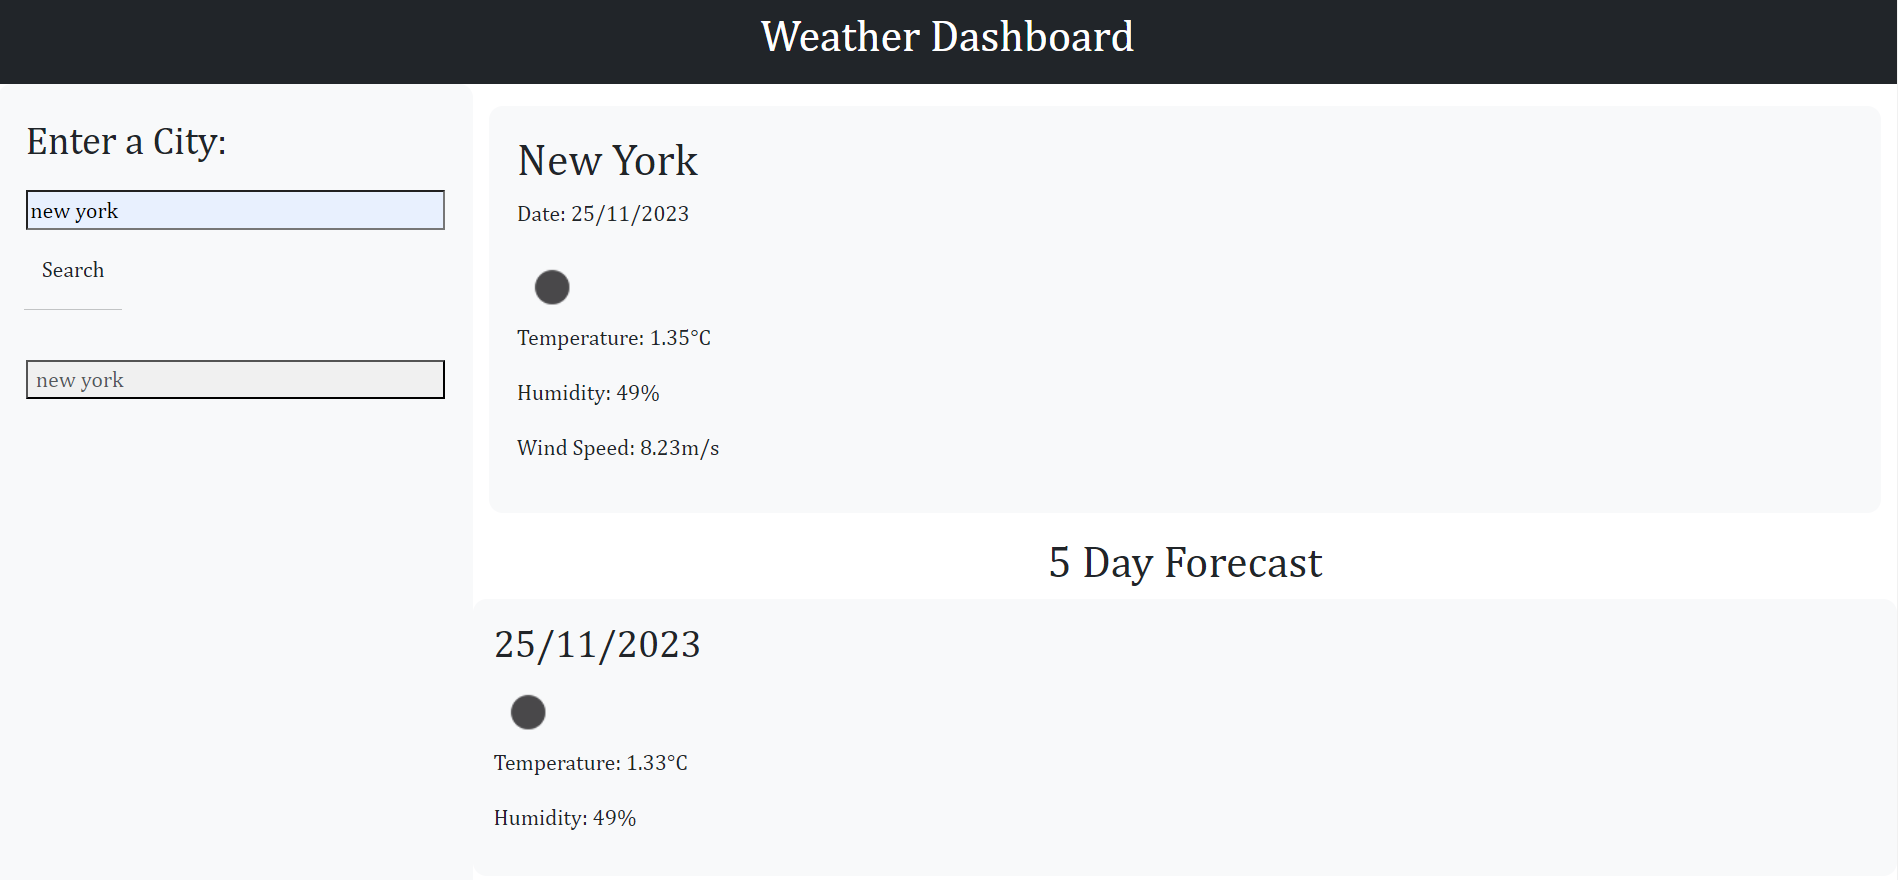 Weather Dashboard
Enter a City:
new york
Search
new york
New York
Date: 25/11/2023
Temperature: 1.35°C
Humidity: 49%
Wind Speed: 8.23m/s
5 Day Forecast
25/11/2023
Temperature: 1.33°C
Humidity: 49%